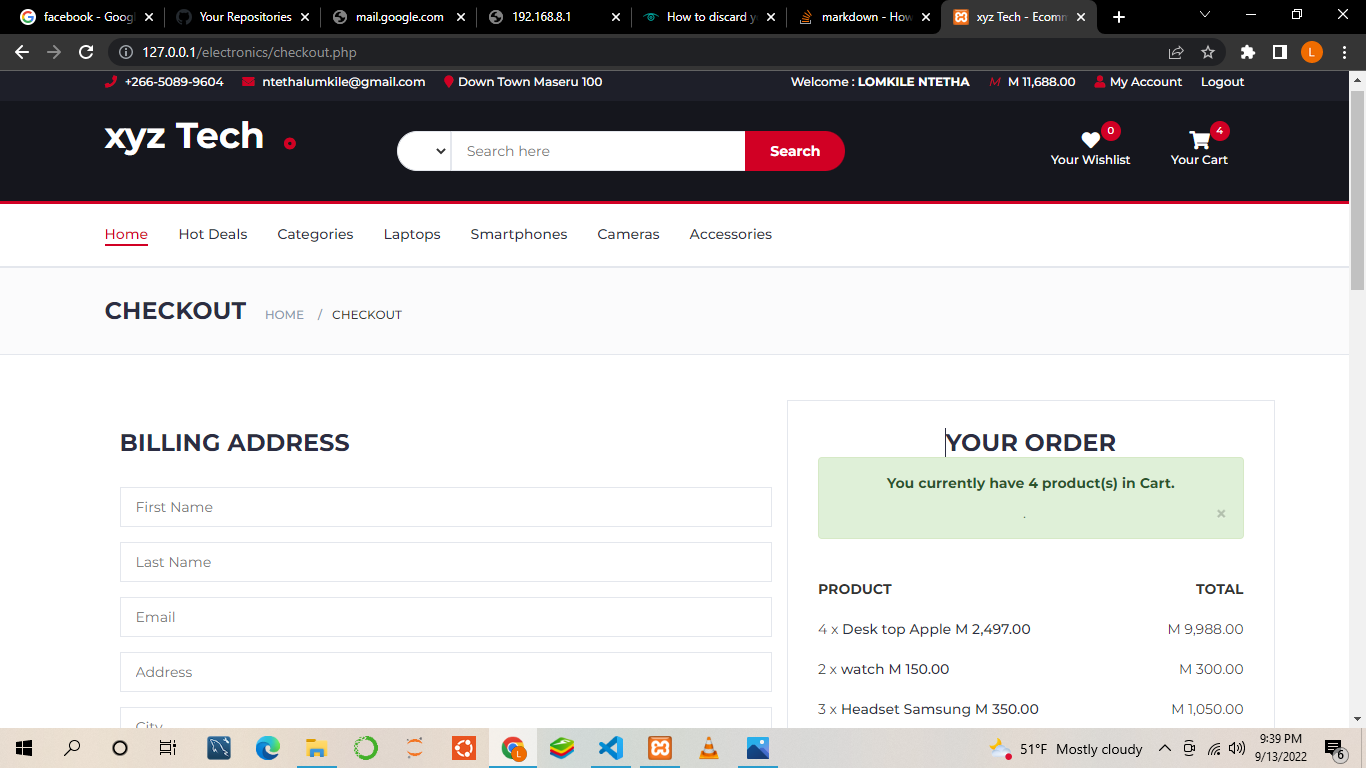 facebook - Goog
Your Repositories
mail.google.com
192.168.8.1
How to discard y
markdown - How
xyz Tech - Ecomm
127.0.0.1/electronics/checkout.php
L
+266-5089-9604 ntethalumkile@gmail.com Down Town Maseru 100 Welcome : LOMKILE NTETHA M M 11,688.00 My Account Logout
xyz Tech
Search here
Search
0
Your Wishlist
4
Your Cart
Home Hot Deals Categories Laptops Smartphones Cameras Accessories
CHECKOUT HOME / CHECKOUT
BILLING ADDRESS
First Name
Last Name
Email
Address
City
YOUR ORDER
You currently have 4 product(s) in Cart.
. ×
PRODUCT TOTAL
4 x Desk top Apple M 2,497.00 M 9,988.00
2 x watch M 150.00 M 300.00
3 x Headset Samsung M 350.00 M 1,050.00
51°F Mostly cloudy
9:39 PM
9/13/2022
6